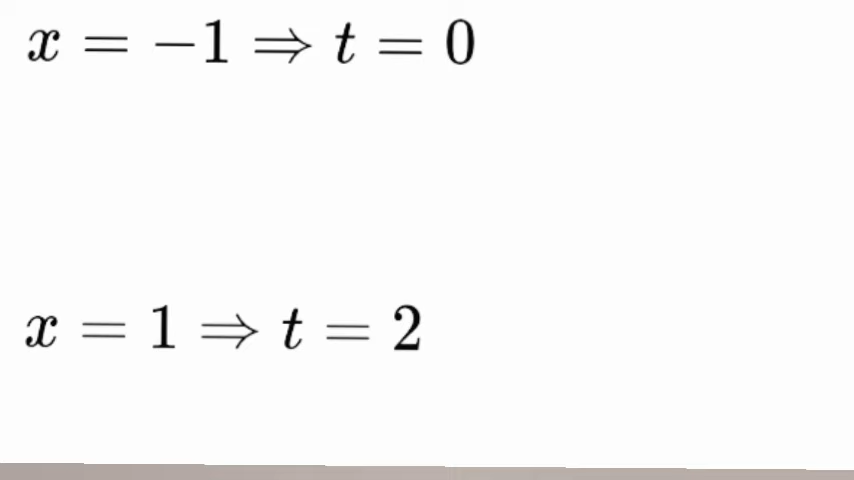 x = −1 ⇒ t = 0
x = 1 ⇒ t = 2